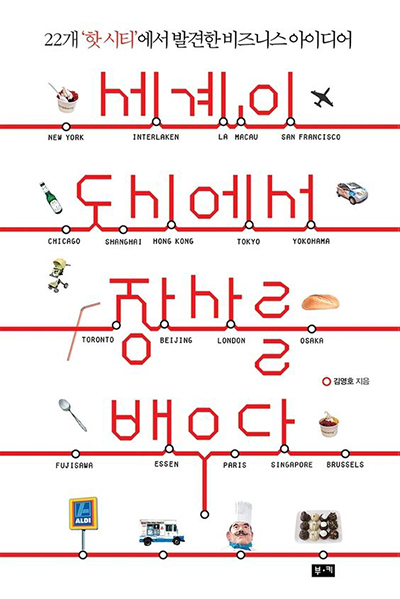 22개 '핫 시티'에서 발견한 비즈니스 아이디어
세계의
NEW YORK INTERLAKEN LA MACAU SAN FRANCISCO
도시에서
CHICAGO SHANGHAI HONG KONG TOKYO YOKOHAMA
장사를
TORONTO BEIJING LONDON OSAKA
김영호 지음
배우다
FUJISAWA ESSEN PARIS SINGAPORE BRUSSELS
ALDI
부·키